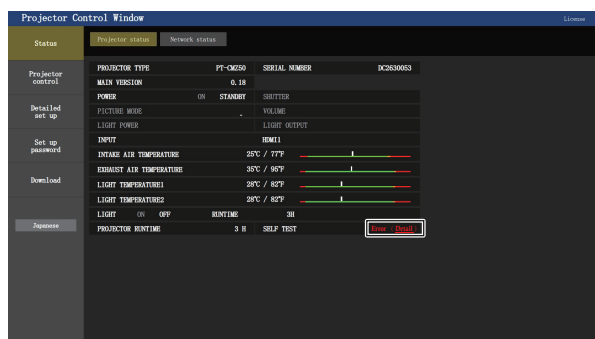 Projector Control Window
License
Status
Projector status Network status
PROJECTOR TYPE PT-CMZ50 SERIAL NUMBER DC2630053
Projector control
MAIN VERSION 0.18
POWER ON STANDBY SHUTTER
Detailed set up
PICTURE MODE - VOLUME
LIGHT POWER LIGHT OUTPUT
Set up password
INPUT HDMI1
INTAKE AIR TEMPERATURE 25℃ / 77°F
EXHAUST AIR TEMPERATURE 35℃ / 95°F
Download
LIGHT TEMPERATURE1 28℃ / 82°F
LIGHT TEMPERATURE2 28℃ / 82°F
LIGHT ON OFF RUNTIME 3H
Japanese
PROJECTOR RUNTIME 3 H SELF TEST Error (Detail)